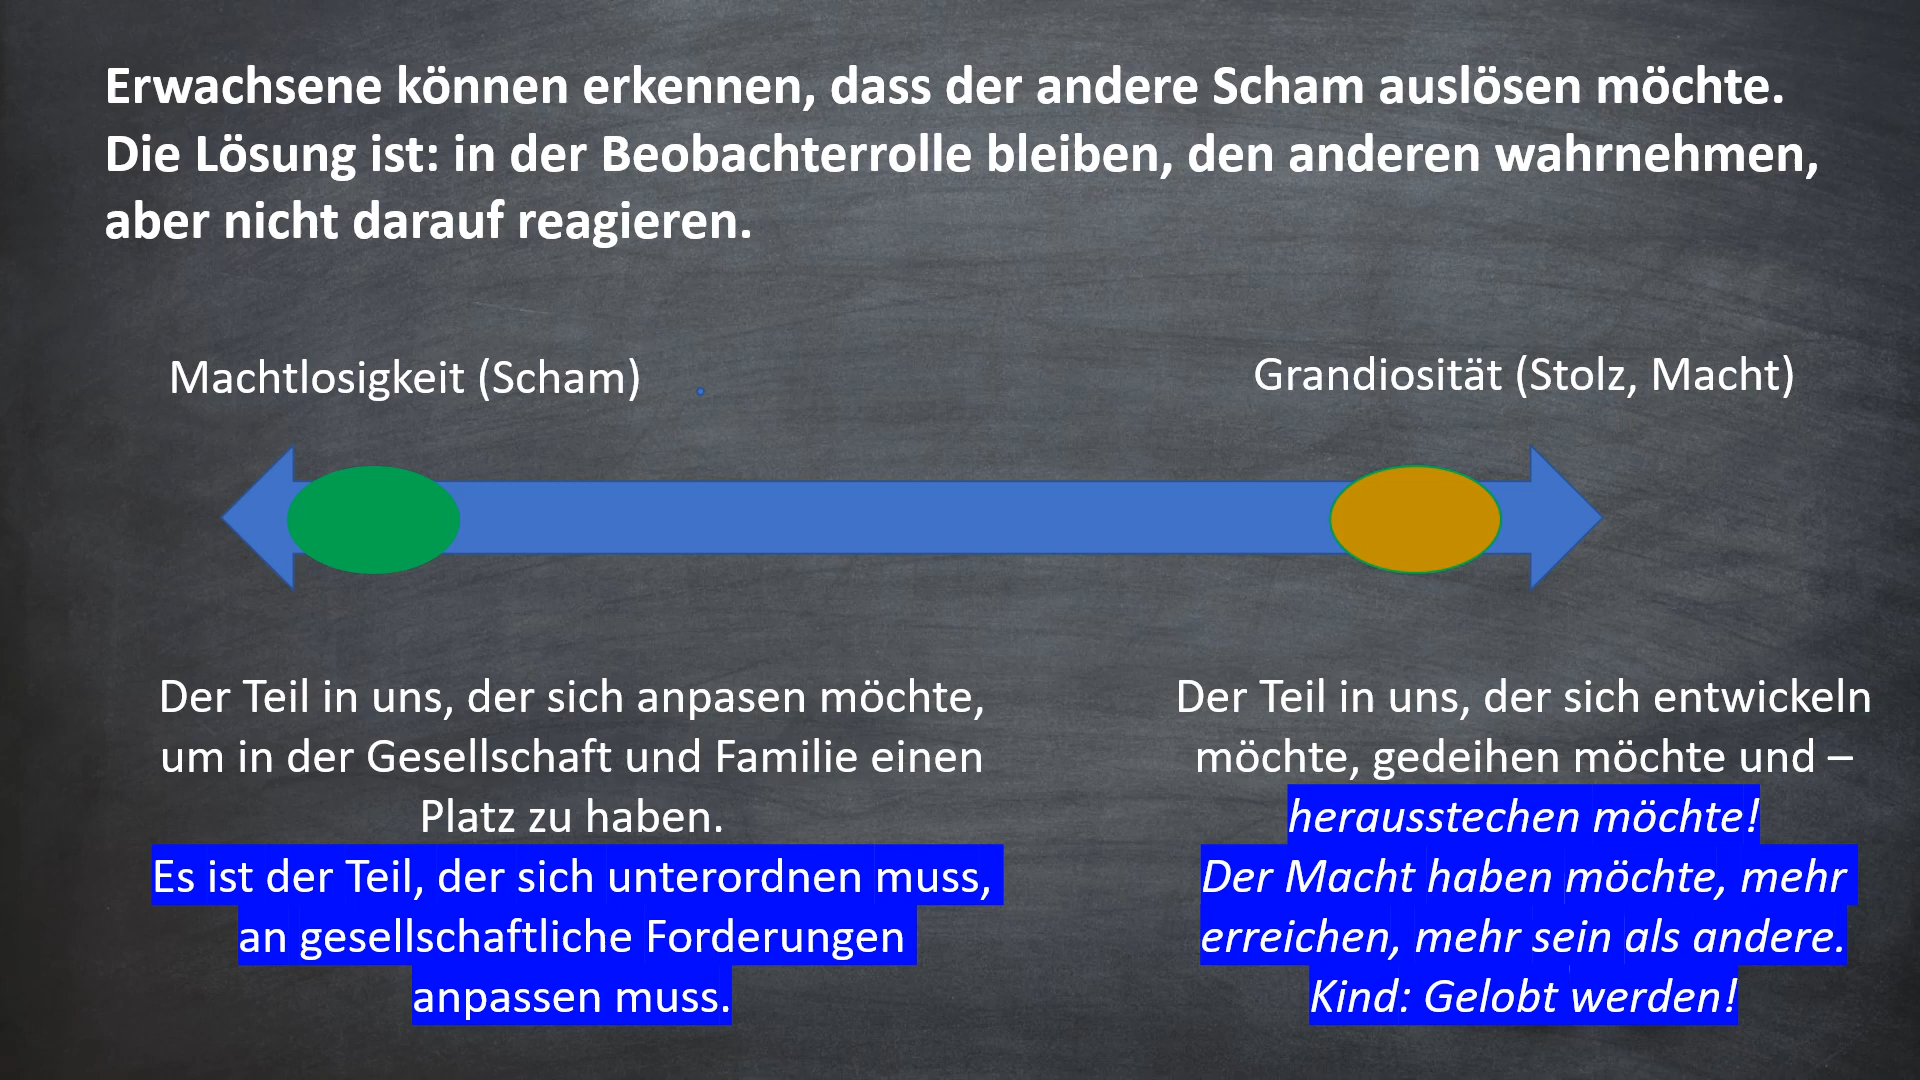 Erwachsene können erkennen, dass der andere Scham auslösen möchte.
Die Lösung ist: in der Beobachterrolle bleiben, den anderen wahrnehmen,
aber nicht darauf reagieren.
Machtlosigkeit (Scham)
Grandiosität (Stolz, Macht)
Der Teil in uns, der sich anpasen möchte,
um in der Gesellschaft und Familie einen
Platz zu haben.
Es ist der Teil, der sich unterordnen muss,
an gesellschaftliche Forderungen
anpassen muss.
Der Teil in uns, der sich entwickeln
möchte, gedeihen möchte und –
herausstechen möchte!
Der Macht haben möchte, mehr
erreichen, mehr sein als andere.
Kind: Gelobt werden!